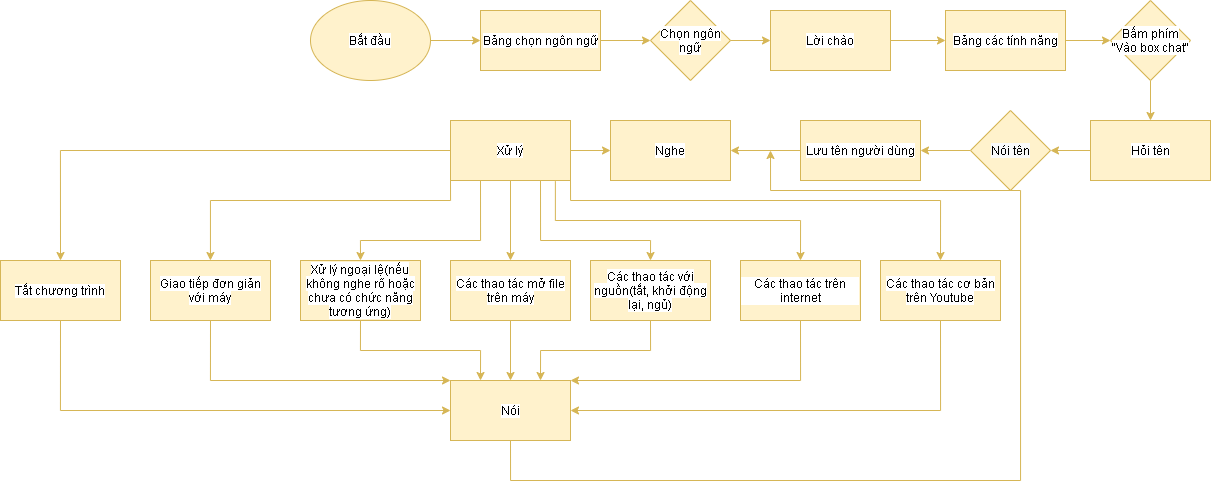 Bắt đầu
Bảng chọn ngôn ngữ
Chọn ngôn
ngữ
Lời chào
Bảng các tính năng
Bấm phím
"Vào box chat"
Xử lý
Nghe
Lưu tên người dùng
Nói tên
Hỏi tên
Tắt chương trình
Giao tiếp đơn giản
với máy
Xử lý ngoại lệ(nếu
không nghe rõ hoặc
chưa có chức năng
tương ứng)
Các thao tác mở file
trên máy
Các thao tác với
nguồn(tắt, khởi động
lại, ngủ)
Các thao tác trên
internet
Các thao tác cơ bản
trên Youtube
Nói